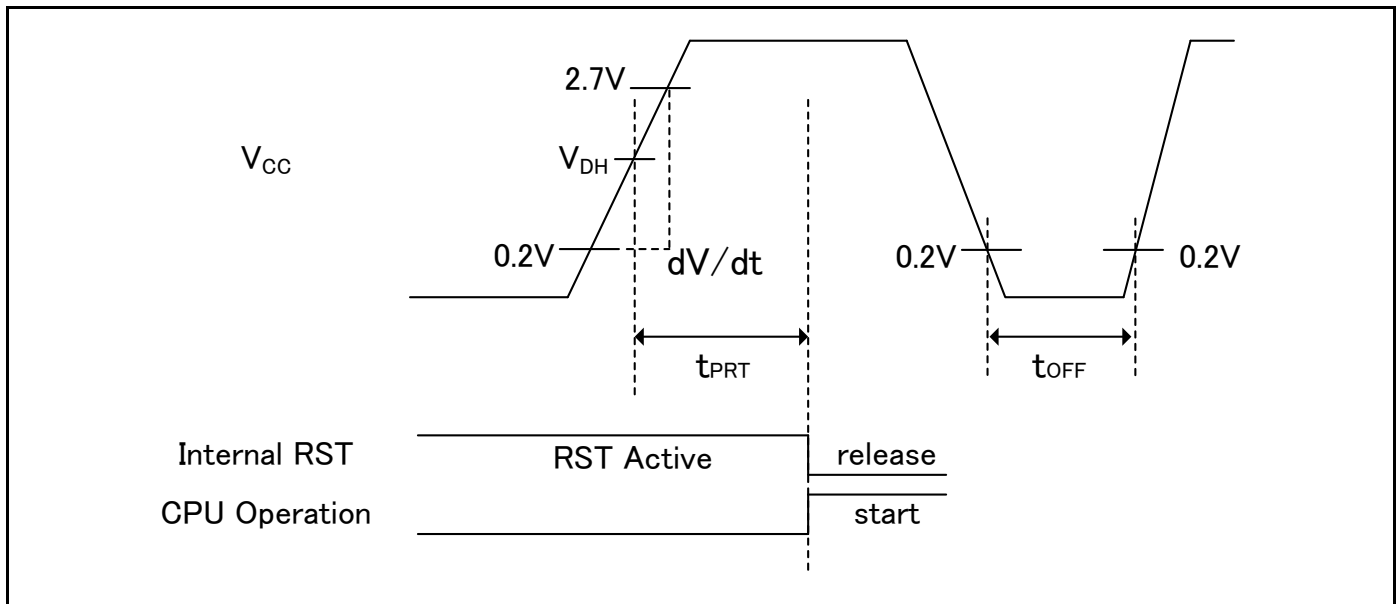 2.7V
VCC
VDH
0.2V
dV/dt
0.2V
0.2V
tPRT
tOFF
Internal RST
RST Active
release
CPU Operation
start